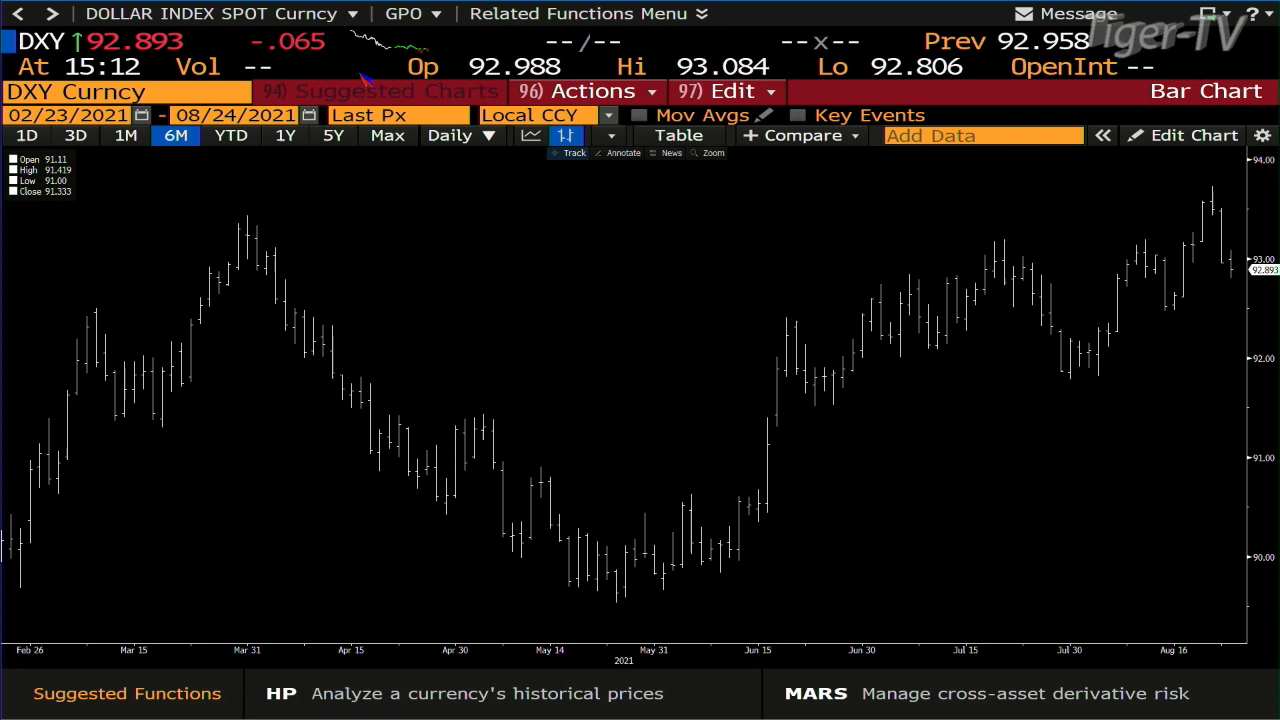 DOLLAR INDEX SPOT Curncy GPO Related Functions Menu Message ?
DXY 92.893 -.065 --/-- --x-- Prev 92.958
Tiger-TV
At 15:12 Vol -- Op 92.988 Hi 93.084 Lo 92.806 OpenInt --
DXY Curncy 94) Suggested Charts 96) Actions 97) Edit Bar Chart
02/23/2021 - 08/24/2021 Last Px Local CCY Mov Avgs Key Events
1D 3D 1M 6M YTD 1Y 5Y Max Daily Table + Compare Add Data Edit Chart
Track Annotate News Zoom
Open 91.11
High 91.419
Low 91.00
Close 91.333
94.00
93.00
92.893
92.00
91.00
90.00
Feb 26 Mar 15 Mar 31 Apr 15 Apr 30 May 14 May 31 Jun 15 Jun 30 Jul 15 Jul 30 Aug 16
2021
Suggested Functions HP Analyze a currency's historical prices MARS Manage cross-asset derivative risk